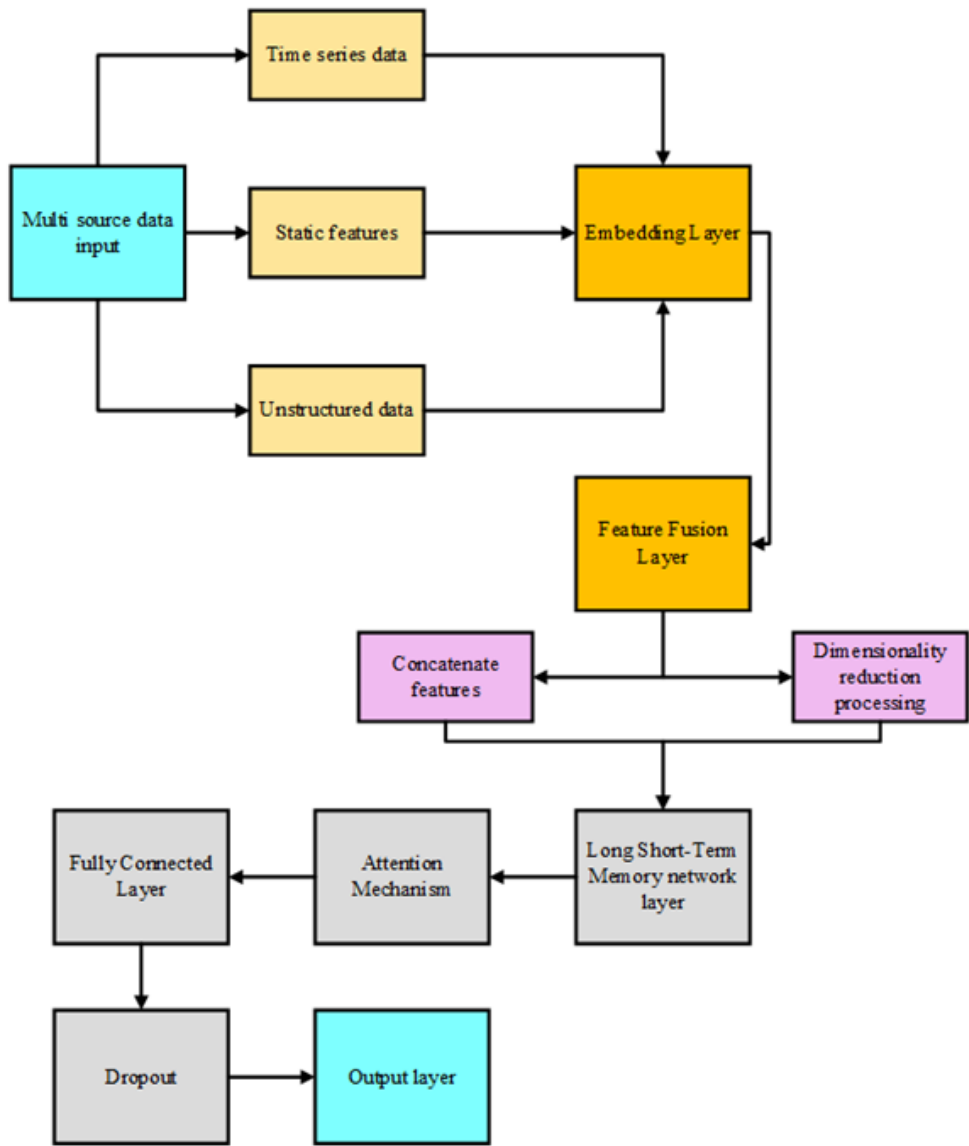 Time series data
Multi source data
input
Static features
Embedding Layer
Unstructured data
Feature Fusion
Layer
Concatenate
features
Dimensionality
reduction
processing
Fully Connected
Layer
Attention
Mechanism
Long Short-Term
Memory network
layer
Dropout
Output layer